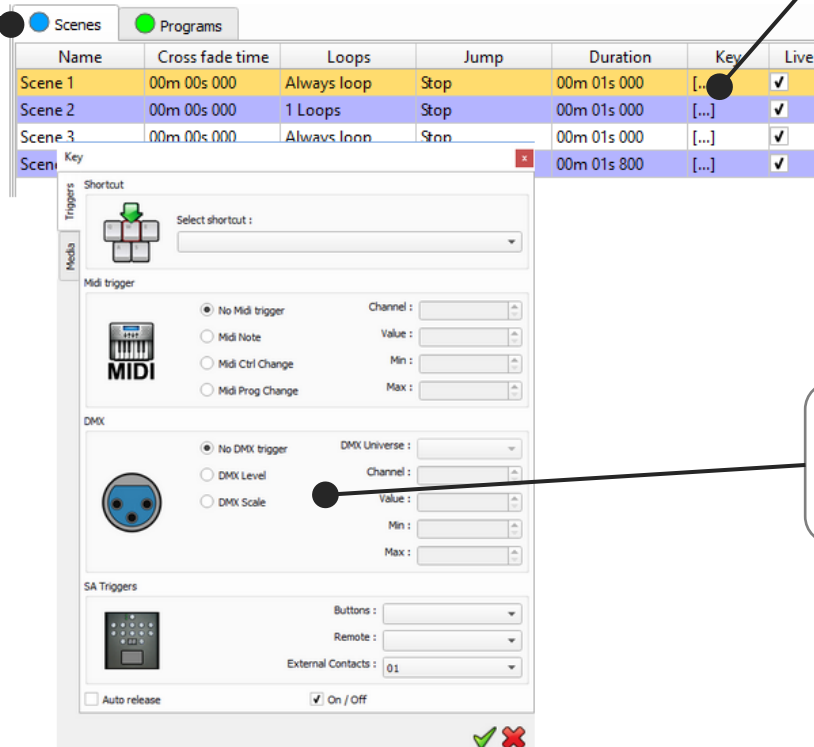 Scenes Programs
Name Cross fade time Loops Jump Duration Key Live
Scene 1 00m 00s 000 Always loop Stop 00m 01s 000 [...]
Scene 2 00m 00s 000 1 Loops Stop 00m 01s 000 [...]
Scene 3 00m 00s 000 Always loop Stop 00m 01s 000 [...]
Scen 00m 01s 800 [...]
Key x
Triggers
Media
Shortcut
Select shortcut :
Midi trigger
No Midi trigger Channel :
Midi Note Value :
Midi Ctrl Change Min :
Midi Prog Change Max :
MIDI
DMX
No DMX trigger DMX Universe :
DMX Level Channel :
DMX Scale Value :
Min :
Max :
SA Triggers
Buttons :
Remote :
External Contacts : 01
Auto release On / Off